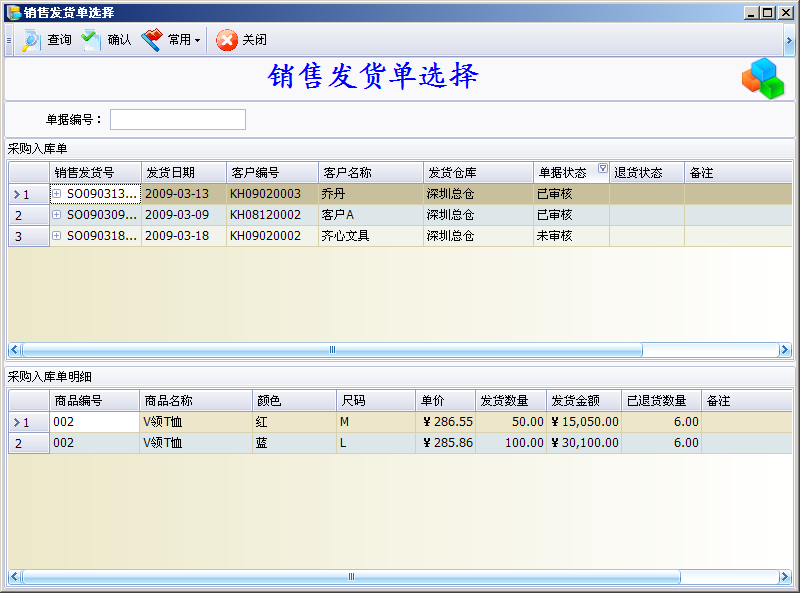 销售发货单选择
查询 确认 常用 关闭
销售发货单选择
单据编号：
采购入库单
销售发货号 发货日期 客户编号 客户名称 发货仓库 单据状态 退货状态 备注
1 SO090313... 2009-03-13 KH09020003 乔丹 深圳总仓 已审核
2 SO090309... 2009-03-09 KH08120002 客户A 深圳总仓 已审核
3 SO090318... 2009-03-18 KH09020002 齐心文具 深圳总仓 未审核
采购入库单明细
商品编号 商品名称 颜色 尺码 单价 发货数量 发货金额 已退货数量 备注
1 002 V领T恤 红 M ¥286.55 50.00 ¥15,050.00 6.00
2 002 V领T恤 蓝 L ¥285.86 100.00 ¥30,100.00 6.00